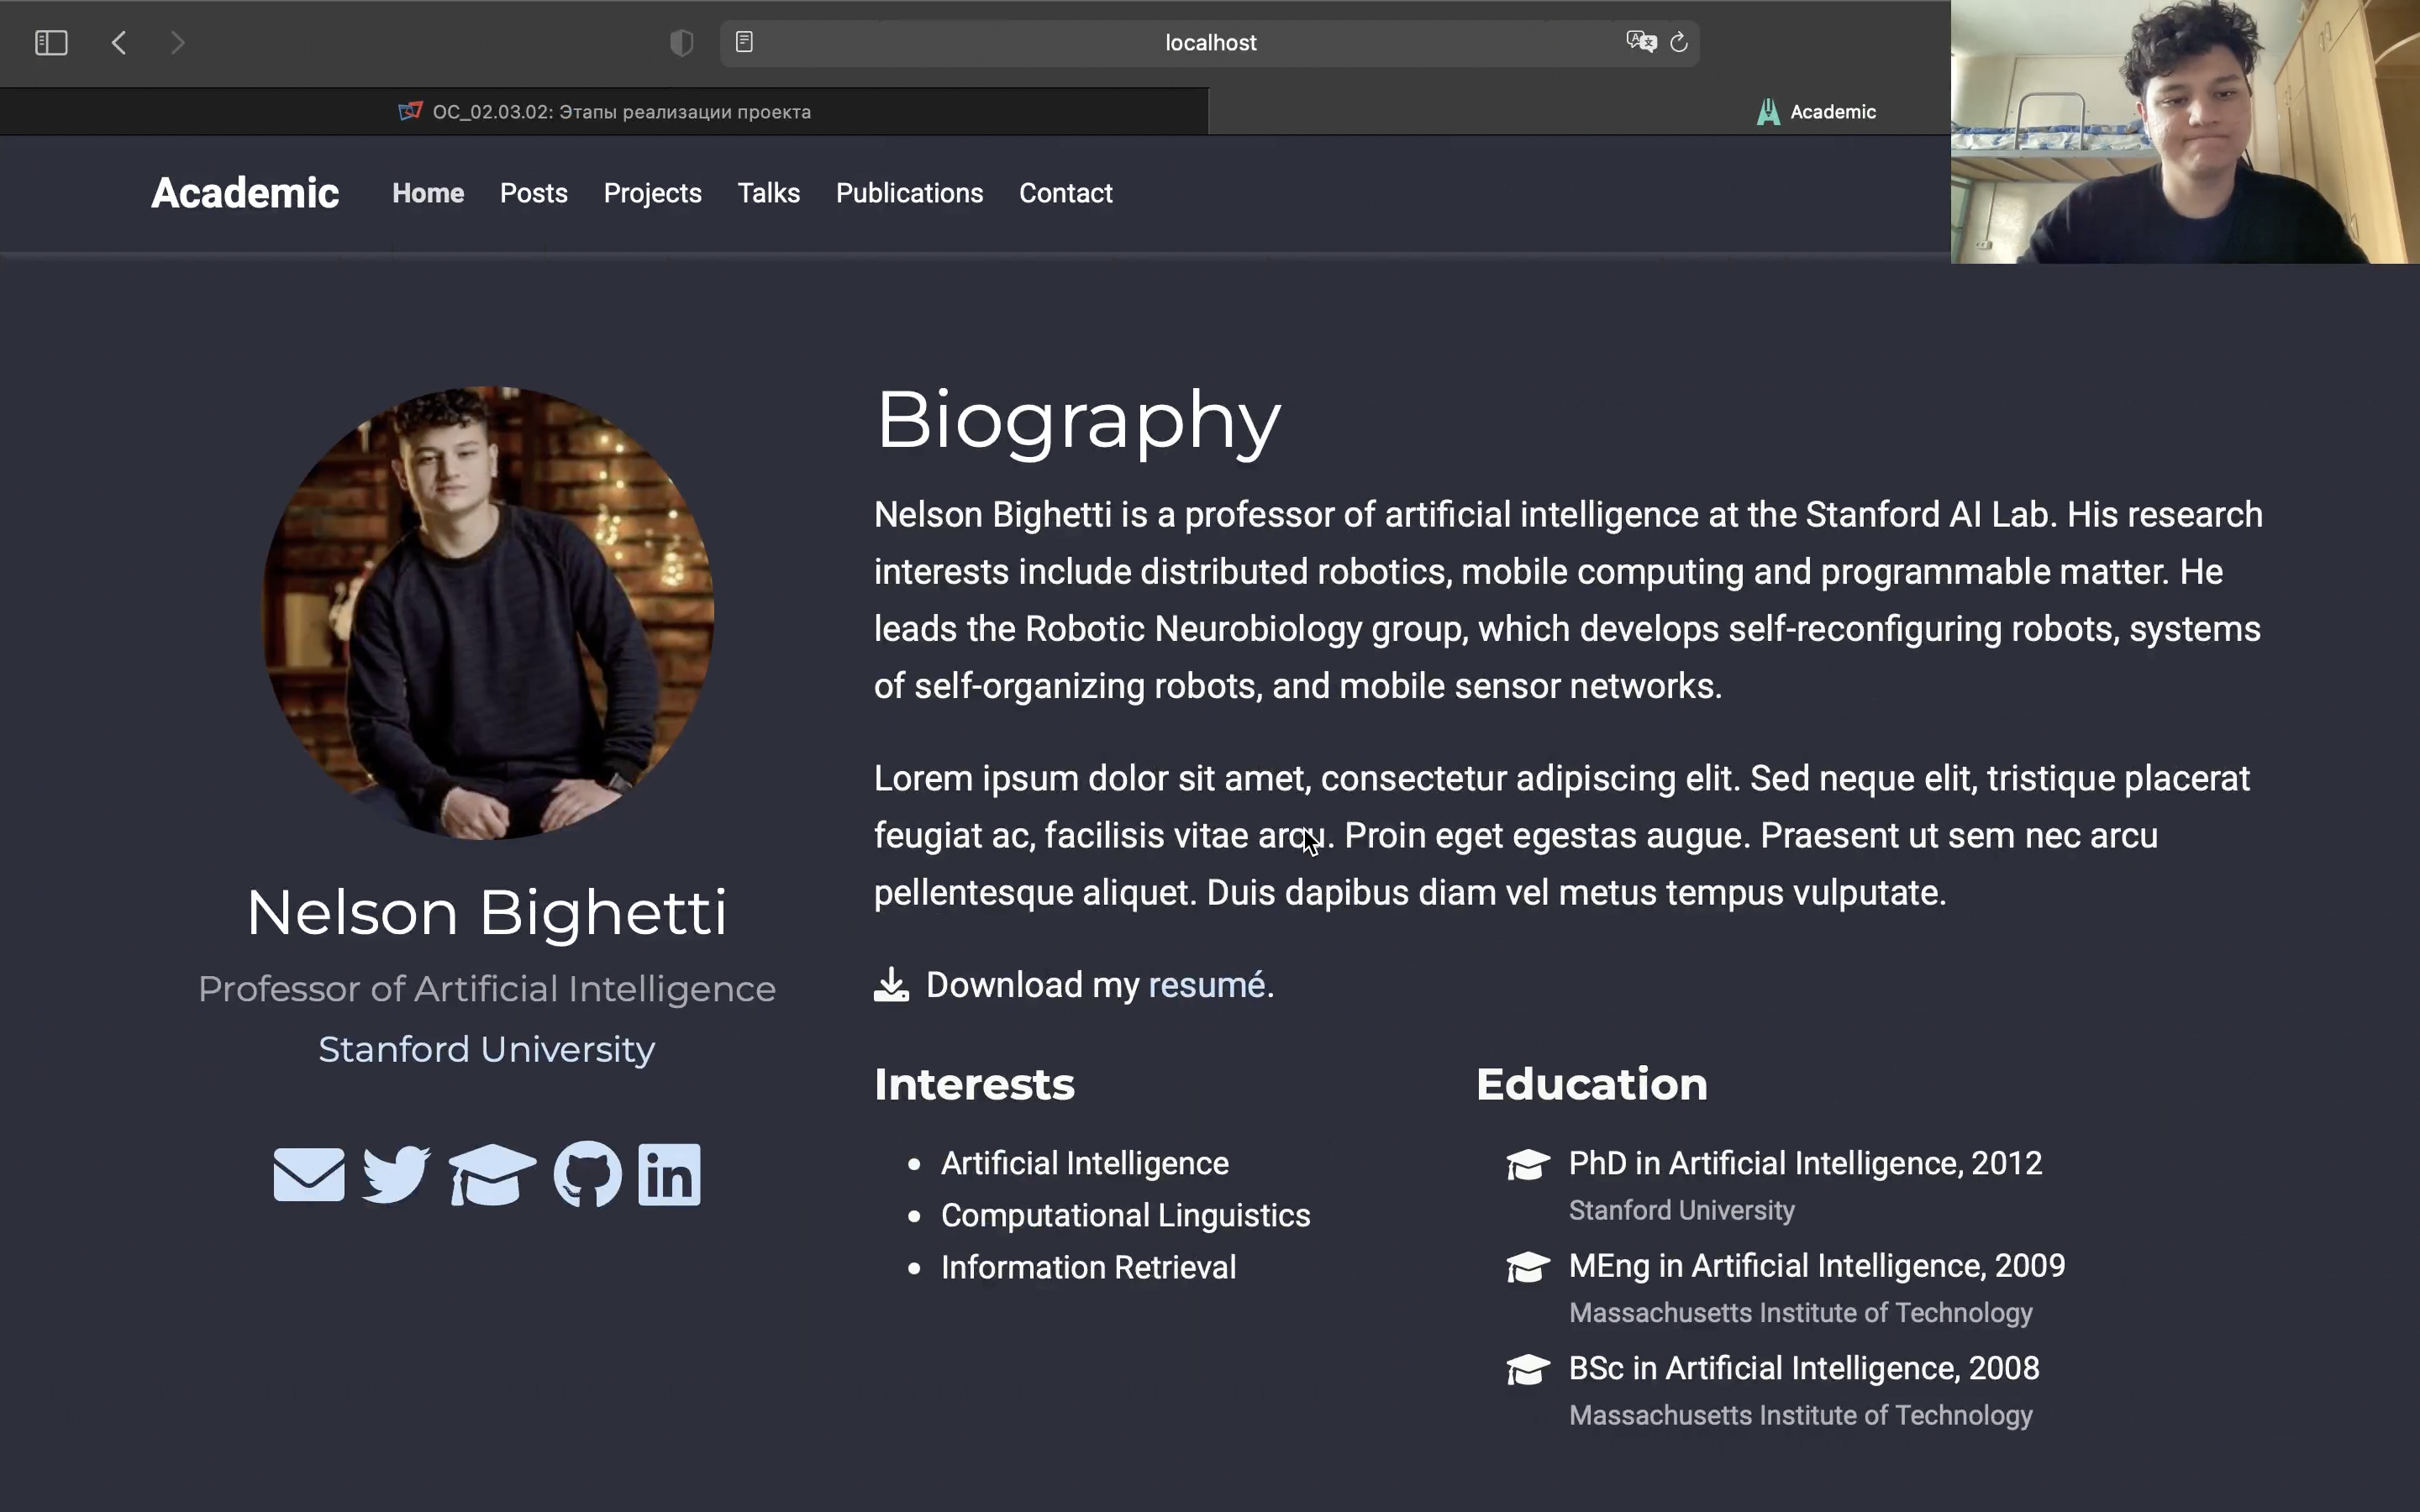 localhost
ОС_02.03.02: Этапы реализации проекта
Academic
Academic Home Posts Projects Talks Publications Contact
Nelson Bighetti
Professor of Artificial Intelligence
Stanford University
Biography
Nelson Bighetti is a professor of artificial intelligence at the Stanford AI Lab. His research
interests include distributed robotics, mobile computing and programmable matter. He
leads the Robotic Neurobiology group, which develops self-reconfiguring robots, systems
of self-organizing robots, and mobile sensor networks.
Lorem ipsum dolor sit amet, consectetur adipiscing elit. Sed neque elit, tristique placerat
feugiat ac, facilisis vitae arcu. Proin eget egestas augue. Praesent ut sem nec arcu
pellentesque aliquet. Duis dapibus diam vel metus tempus vulputate.
Download my resumé.
Interests
Artificial Intelligence
Computational Linguistics
Information Retrieval
Education
PhD in Artificial Intelligence, 2012
Stanford University
MEng in Artificial Intelligence, 2009
Massachusetts Institute of Technology
BSc in Artificial Intelligence, 2008
Massachusetts Institute of Technology